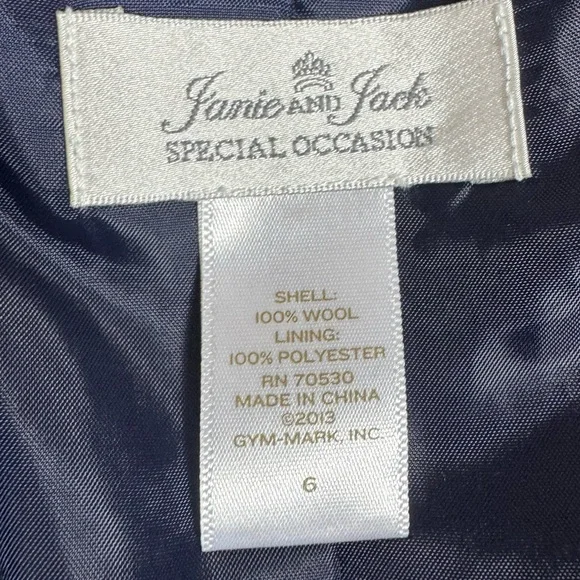 Janie AND Jack
SPECIAL OCCASION
SHELL:
100% WOOL
LINING:
100% POLYESTER
RN 70530
MADE IN CHINA
©2013
GYM-MARK, INC.
6